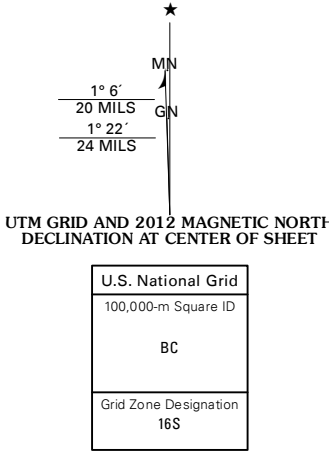 ★
MN
1° 6´
20 MILS
GN
1° 22´
24 MILS
UTM GRID AND 2012 MAGNETIC NORTH
DECLINATION AT CENTER OF SHEET
U.S. National Grid
100,000-m Square ID
BC
Grid Zone Designation
16S